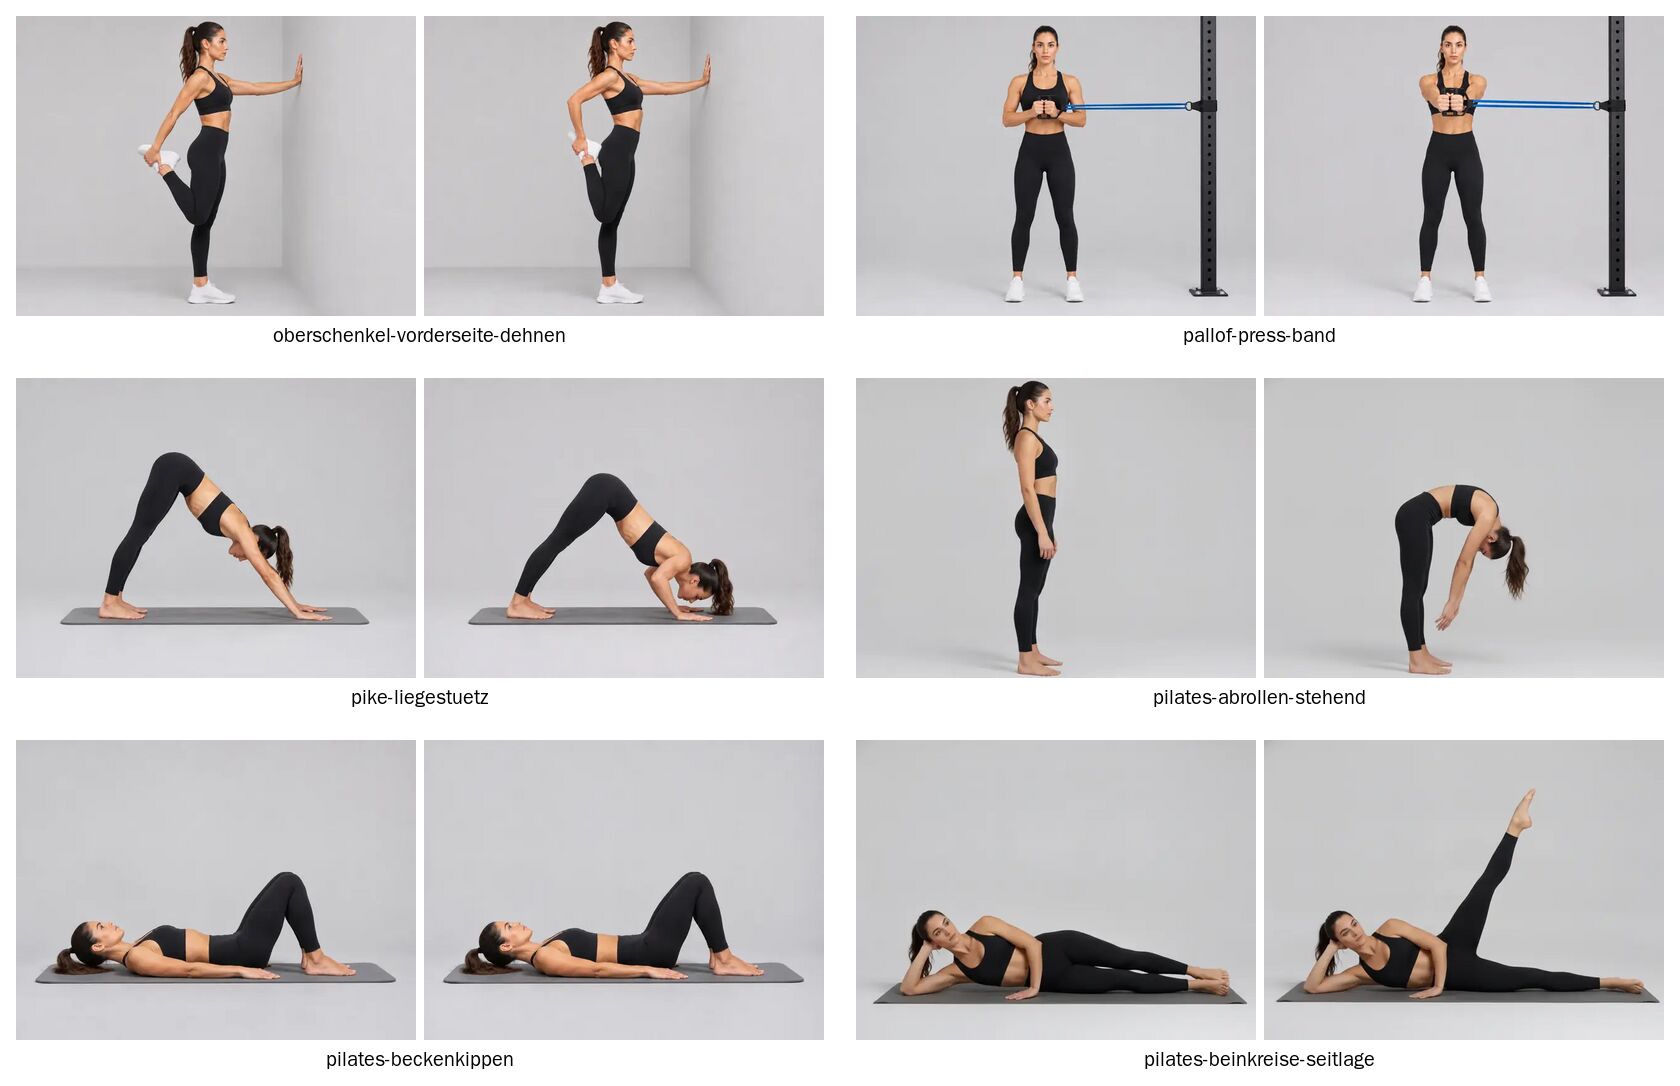 oberschenkel-vorderseite-dehnen
pallof-press-band
pike-liegestuetz
pilates-abrollen-stehend
pilates-beckenkippen
pilates-beinkreise-seitlage